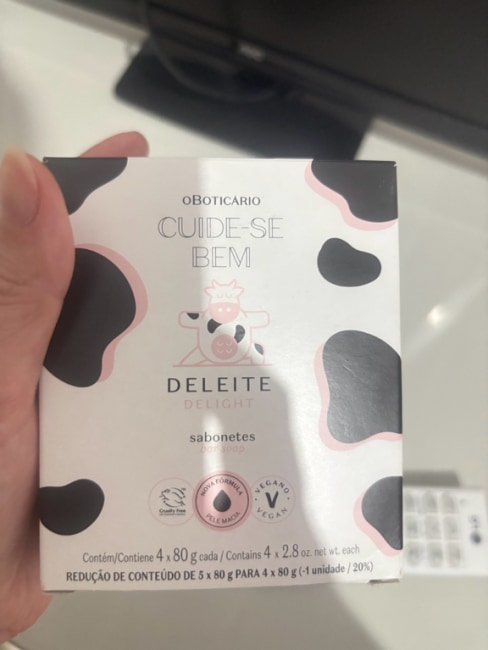 oBoticário
CUIDE-SE
BEM
DELEITE
DELIGHT
sabonetes
bar soap
Cruelty Free
NOVA FÓRMULA
PELE MACIA
VEGANO
VEGAN
Contém/Contiene 4 x 80 g cada / Contains 4 x 2.8 oz. net wt. each
REDUÇÃO DE CONTEÚDO DE 5 x 80 g PARA 4 x 80 g (-1 unidade / 20%)